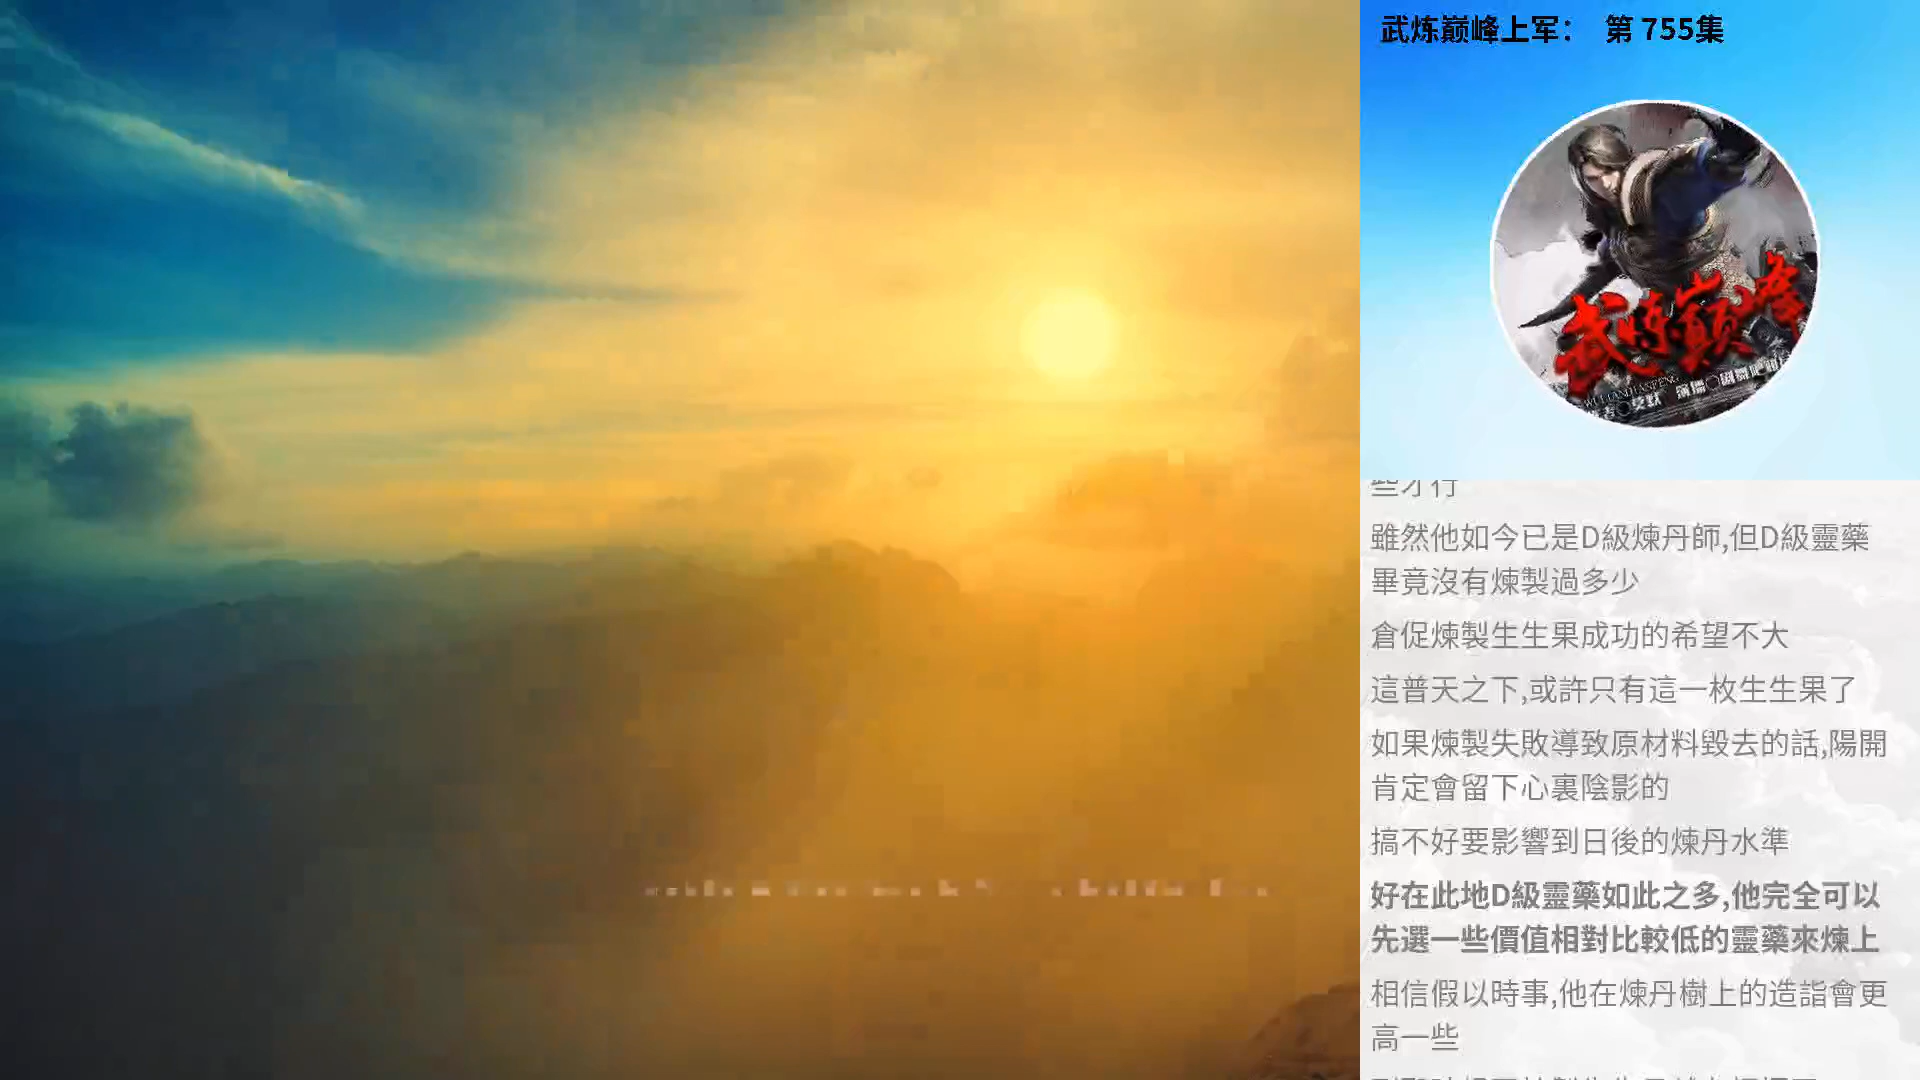 武炼巅峰上军： 第 755集
武炼巅峰
WULIANDIANFENG
些才行
雖然他如今已是D級煉丹師,但D級靈藥
畢竟沒有煉製過多少
倉促煉製生生果成功的希望不大
這普天之下,或許只有這一枚生生果了
如果煉製失敗導致原材料毀去的話,陽開
肯定會留下心裏陰影的
搞不好要影響到日後的煉丹水準
好在此地D級靈藥如此之多,他完全可以
先選一些價值相對比較低的靈藥來煉上
相信假以時事,他在煉丹樹上的造詣會更
高一些